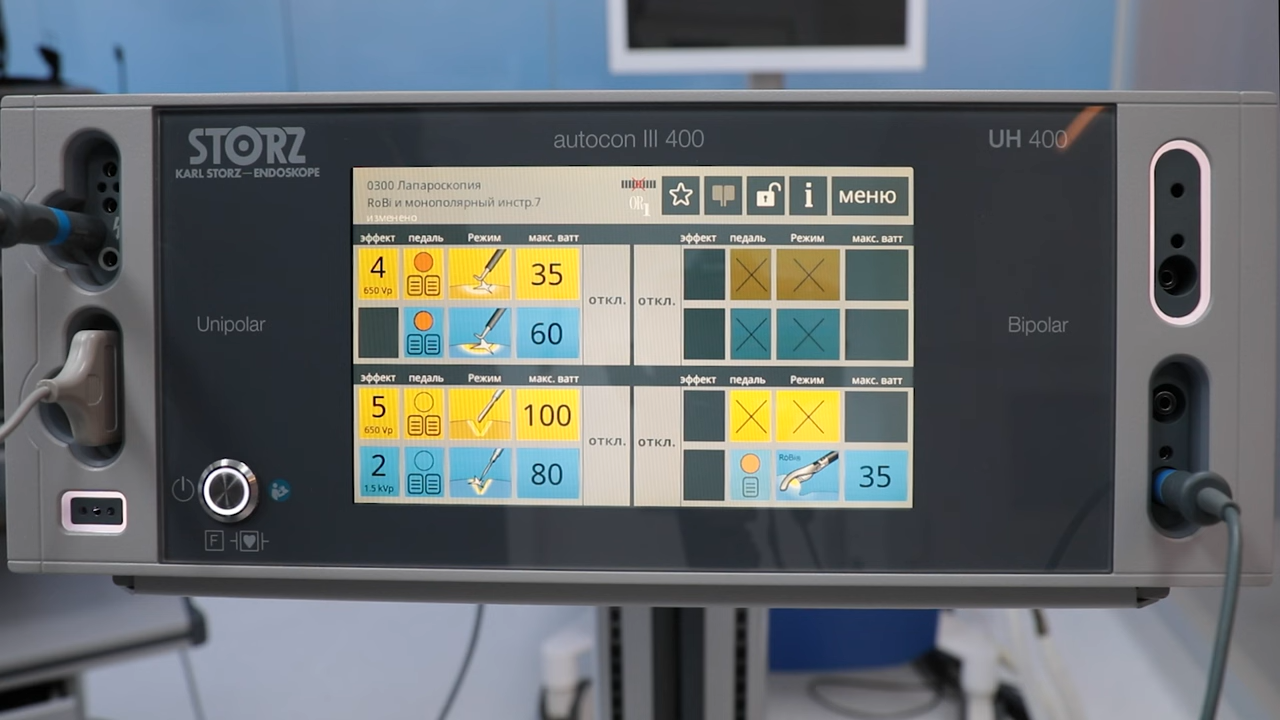 STORZ
KARL STORZ—ENDOSKOPE
autocon III 400
UH 400
0300 Лапароскопия
RoBi и монополярный инстр.7
изменено
OR1
i
меню
эффект педаль Режим макс. ватт
эффект педаль Режим макс. ватт
4
650 Vp
35
откл.
откл.
60
Unipolar
Bipolar
эффект педаль Режим макс. ватт
эффект педаль Режим макс. ватт
5
650 Vp
100
откл.
откл.
2
1.5 kVp
80
RoBi®
35
F